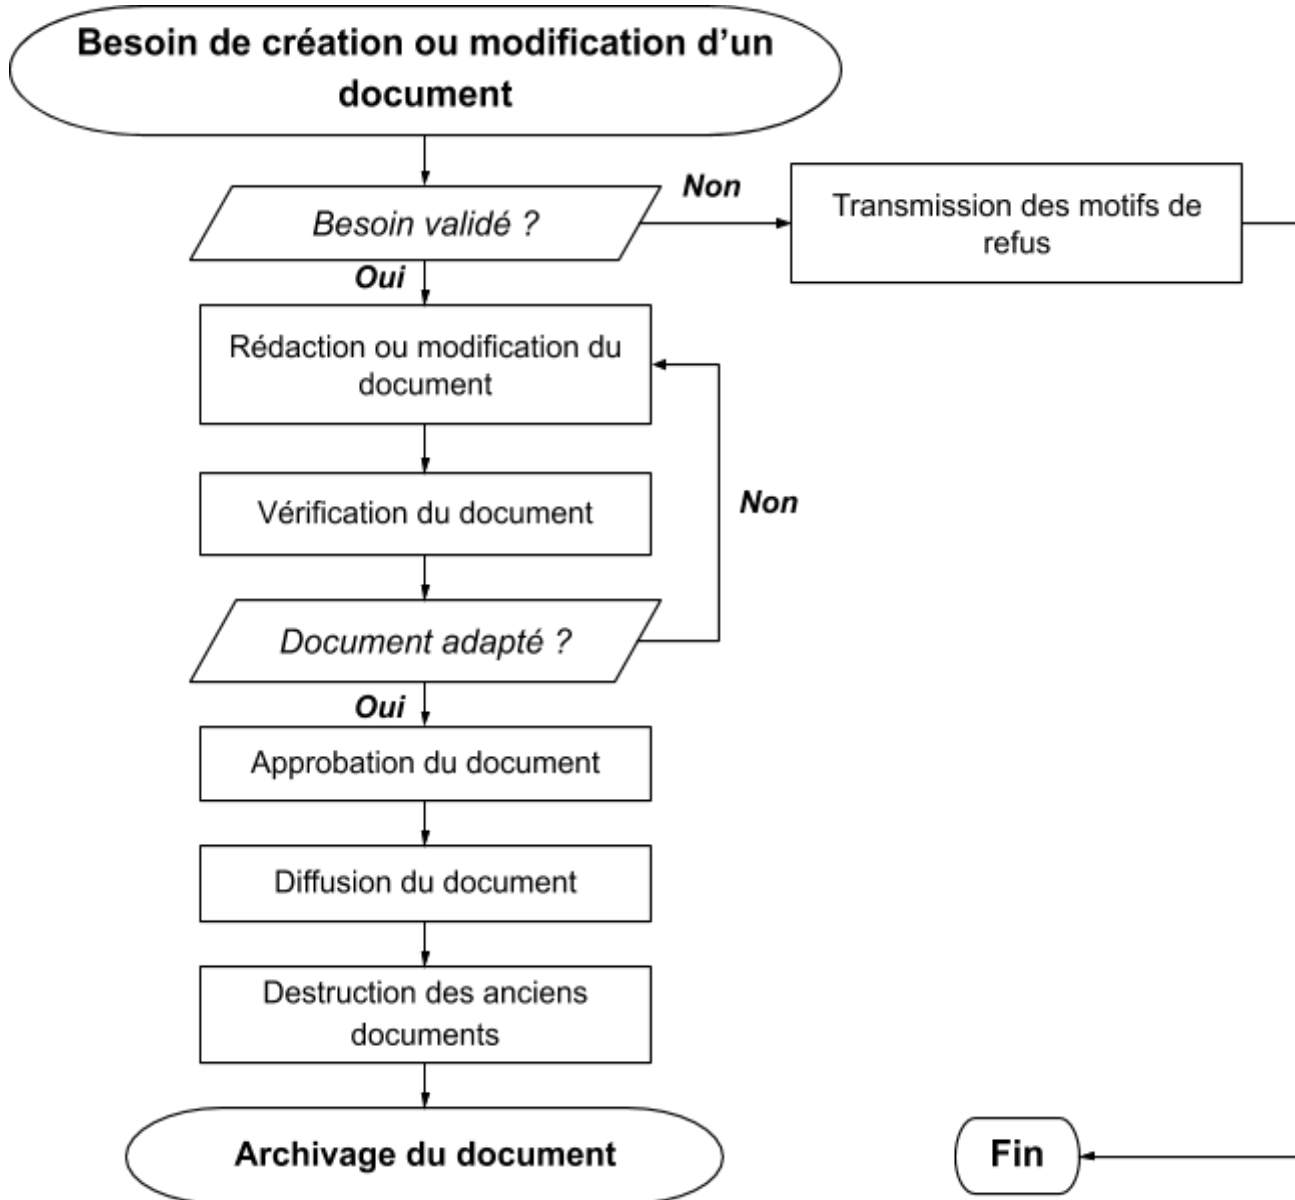 Besoin de création ou modification d’un
document
Non
Besoin validé ?
Transmission des motifs de
refus
Oui
Rédaction ou modification du
document
Non
Vérification du document
Document adapté ?
Oui
Approbation du document
Diffusion du document
Destruction des anciens
documents
Archivage du document
Fin